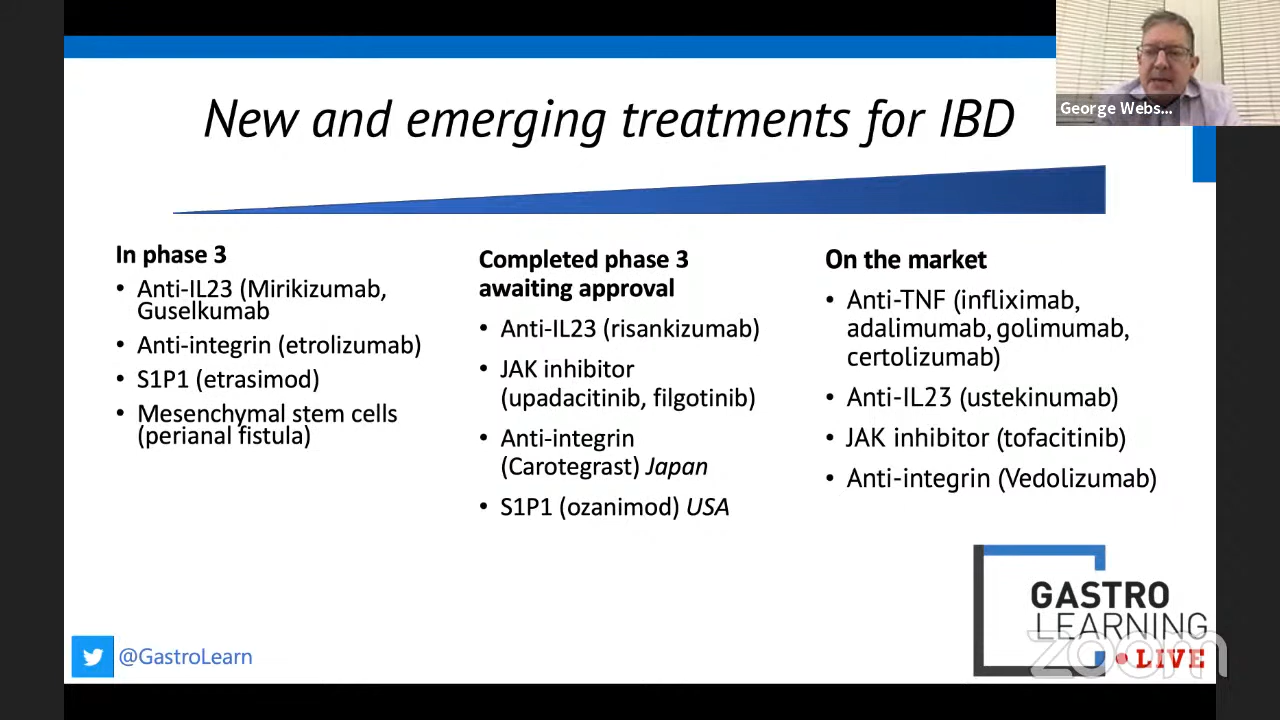 New and emerging treatments for IBD
George Webs...
In phase 3
• Anti-IL23 (Mirikizumab,
Guselkumab
• Anti-integrin (etrolizumab)
• S1P1 (etrasimod)
• Mesenchymal stem cells
(perianal fistula)
Completed phase 3
awaiting approval
• Anti-IL23 (risankizumab)
• JAK inhibitor
(upadacitinib, filgotinib)
• Anti-integrin
(Carotegrast) Japan
• S1P1 (ozanimod) USA
On the market
• Anti-TNF (infliximab,
adalimumab, golimumab,
certolizumab)
• Anti-IL23 (ustekinumab)
• JAK inhibitor (tofacitinib)
• Anti-integrin (Vedolizumab)
@GastroLearn
GASTRO
LEARNING
zoom
• LIVE